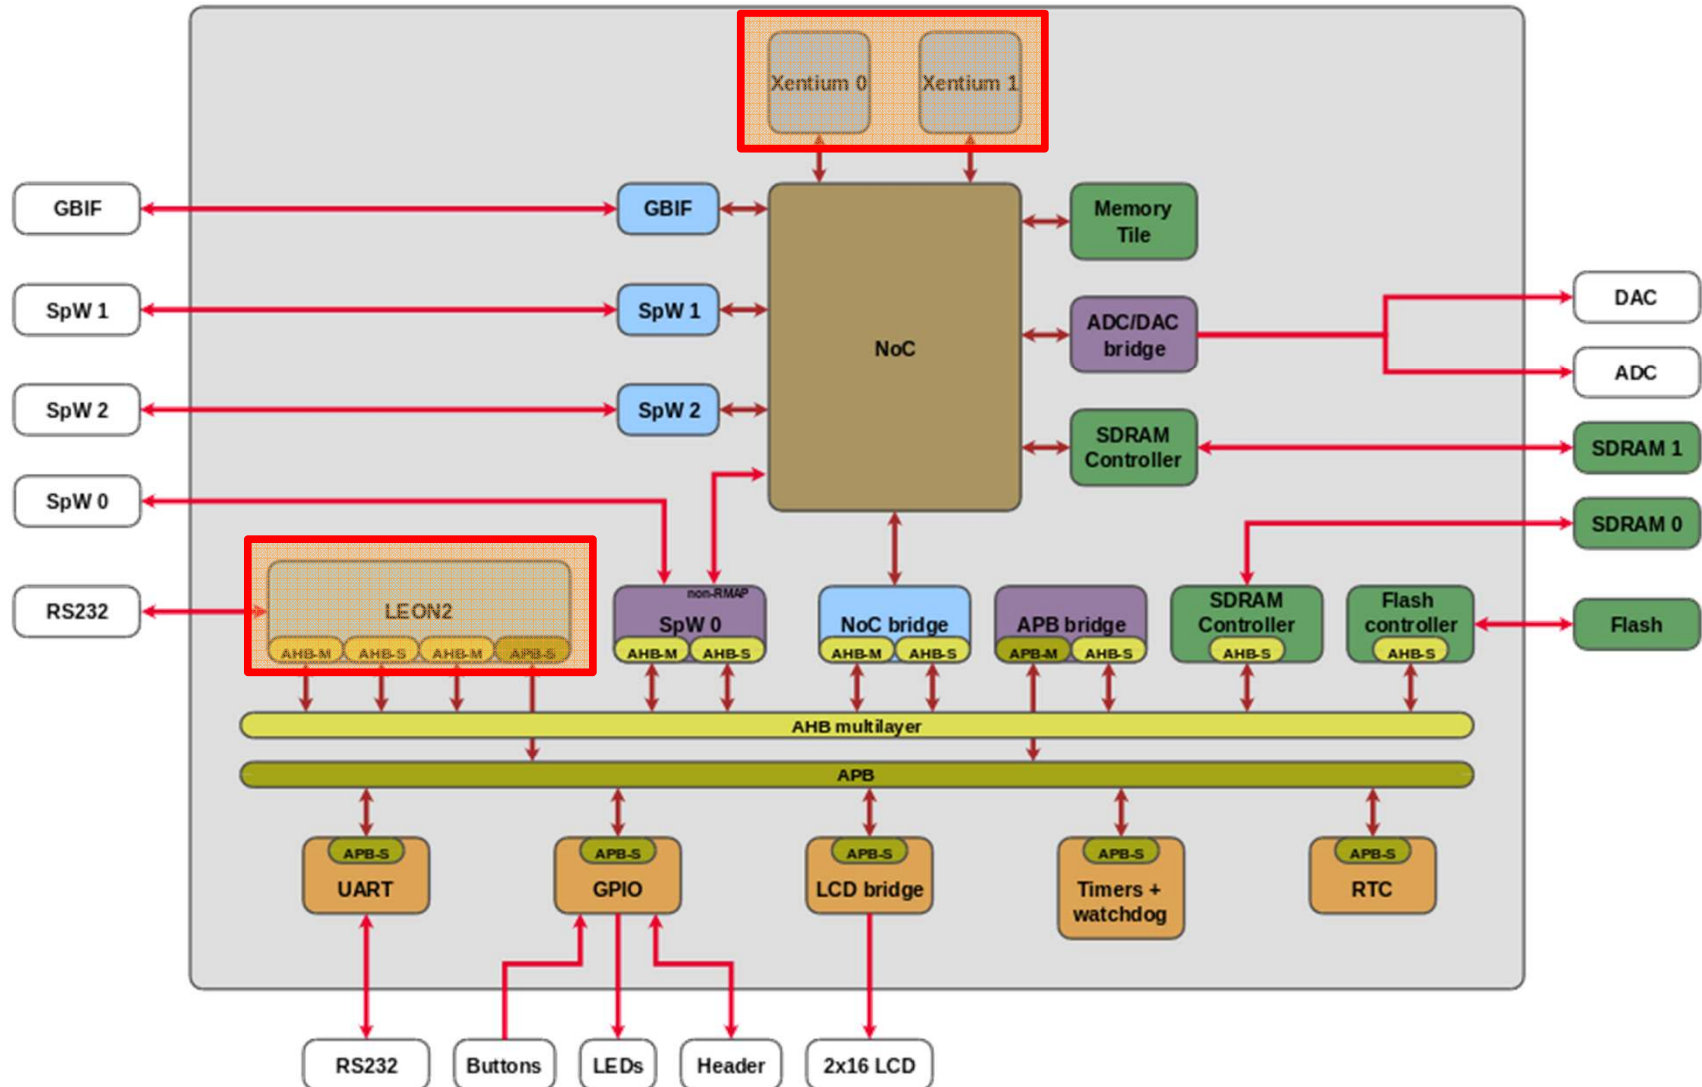 Xentium 0
Xentium 1
GBIF
GBIF
Memory
Tile
SpW 1
SpW 1
NoC
ADC/DAC
bridge
DAC
ADC
SpW 2
SpW 2
SDRAM
Controller
SDRAM 1
SpW 0
SDRAM 0
RS232
LEON2
AHB-M
AHB-S
AHB-M
APB-S
non-RMAP
SpW 0
AHB-M
AHB-S
NoC bridge
AHB-M
AHB-S
APB bridge
APB-M
AHB-S
SDRAM
Controller
AHB-S
Flash
controller
AHB-S
Flash
AHB multilayer
APB
APB-S
UART
APB-S
GPIO
APB-S
LCD bridge
APB-S
Timers +
watchdog
APB-S
RTC
RS232
Buttons
LEDs
Header
2x16 LCD